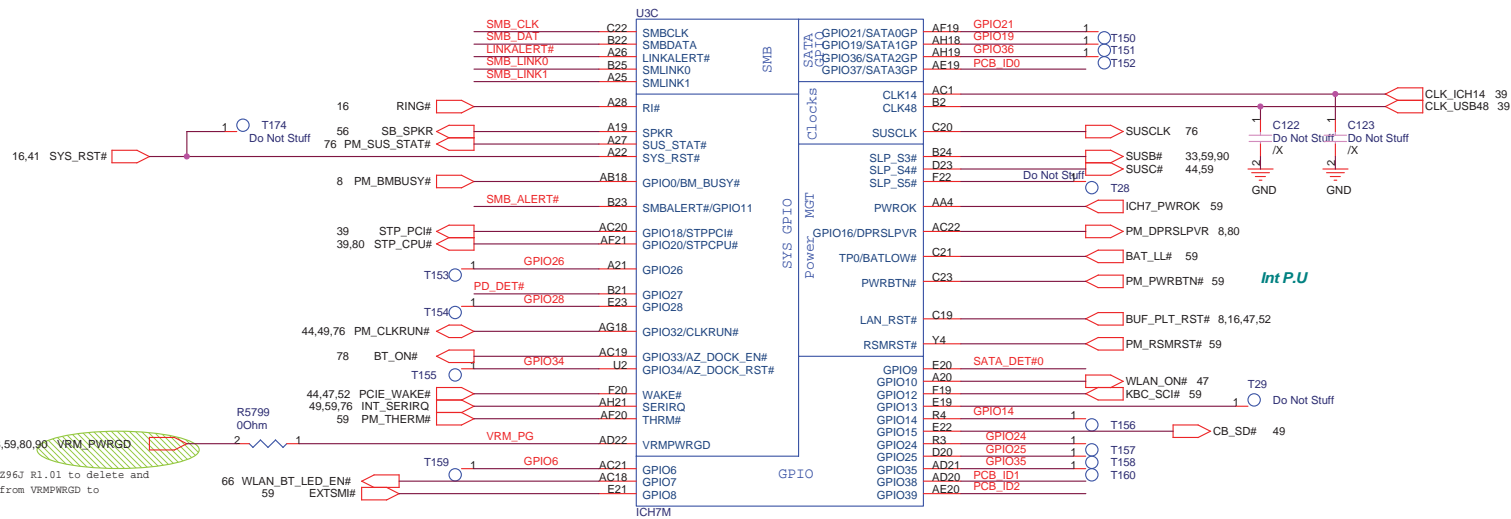 U3C
SMB_CLK C22 SMBCLK
SMB_DAT B22 SMBDATA
LINKALERT# A26 LINKALERT#
SMB_LINK0 B25 SMLINK0
SMB_LINK1 A25 SMLINK1
SMB
SATA
GPIO
GPIO21/SATA0GP AF19 GPIO21 1 T150
GPIO19/SATA1GP AH18 GPIO19 1 T151
GPIO36/SATA2GP AH19 GPIO36 1 T152
GPIO37/SATA3GP AE19 PCB_ID0
16 RING# A28 RI#
Clocks
CLK14 AC1 CLK_ICH14 39
CLK48 B2 CLK_USB48 39
1 T174
Do Not Stuff
56 SB_SPKR A19 SPKR
76 PM_SUS_STAT# A27 SUS_STAT#
16,41 SYS_RST# A22 SYS_RST#
SUSCLK C20 SUSCLK 76
1 C122
Do Not Stuff
/X
2
GND
1 C123
Do Not Stuff
/X
2
GND
SLP_S3# B24 SUSB# 33,59,90
SLP_S4# D23 SUSC# 44,59
SLP_S5# F22 Do Not Stuff 1 T28
8 PM_BMBUSY# AB18 GPIO0/BM_BUSY#
SMB_ALERT# B23 SMBALERT#/GPIO11
PWROK AA4 ICH7_PWROK 59
39 STP_PCI# AC20 GPIO18/STPPCI#
39,80 STP_CPU# AF21 GPIO20/STPCPU#
SYS GPIO
Power MGT
GPIO16/DPRSLPVR AC22 PM_DPRSLPVR 8,80
T153 1 GPIO26 A21 GPIO26
TP0/BATLOW# C21 BAT_LL# 59
PD_DET# B21 GPIO27
T154 1 GPIO28 E23 GPIO28
PWRBTN# C23 PM_PWRBTN# 59
Int P.U
44,49,76 PM_CLKRUN# AG18 GPIO32/CLKRUN#
LAN_RST# C19 BUF_PLT_RST# 8,16,47,52
78 BT_ON# AC19 GPIO33/AZ_DOCK_EN#
T155 1 GPIO34 U2 GPIO34/AZ_DOCK_RST#
RSMRST# Y4 PM_RSMRST# 59
44,47,52 PCIE_WAKE# F20 WAKE#
49,59,76 INT_SERIRQ AH21 SERIRQ
59 PM_THERM# AF20 THRM#
GPIO9 E20 SATA_DET#0
GPIO10 A20 WLAN_ON# 47
GPIO12 F19 KBC_SCI# 59
GPIO13 E19 1 T29
Do Not Stuff
GPIO14 R4 GPIO14 1 T156
GPIO15 E22 CB_SD# 49
GPIO24 R3 GPIO24 1 T157
GPIO25 D20 GPIO25 1 T158
GPIO35 AD21 GPIO35 1 T160
GPIO38 AD20 PCB_ID1
GPIO39 AE20 PCB_ID2
R5799
0Ohm
,59,80,90 VRM_PWRGD 2 1 VRM_PG AD22 VRMPWRGD
Z96J R1.01 to delete and
from VRMPWRGD to
T159 1 GPIO6 AC21 GPIO6
66 WLAN_BT_LED_EN# AC18 GPIO7
59 EXTSMI# E21 GPIO8
GPIO
ICH7M